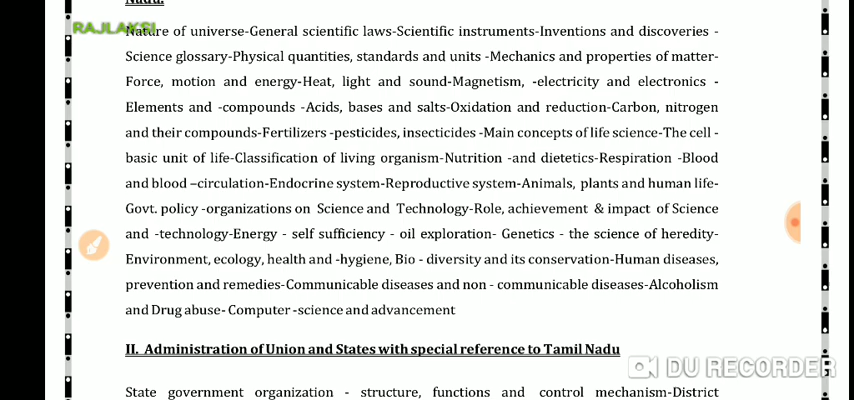 Nadu.
RAJLAKSI
Nature of universe-General scientific laws-Scientific instruments-Inventions and discoveries -
Science glossary-Physical quantities, standards and units -Mechanics and properties of matter-
Force, motion and energy-Heat, light and sound-Magnetism, -electricity and electronics -
Elements and -compounds -Acids, bases and salts-Oxidation and reduction-Carbon, nitrogen
and their compounds-Fertilizers -pesticides, insecticides -Main concepts of life science-The cell -
basic unit of life-Classification of living organism-Nutrition -and dietetics-Respiration -Blood
and blood –circulation-Endocrine system-Reproductive system-Animals, plants and human life-
Govt. policy -organizations on Science and Technology-Role, achievement & impact of Science
and -technology-Energy - self sufficiency - oil exploration- Genetics - the science of heredity-
Environment, ecology, health and -hygiene, Bio - diversity and its conservation-Human diseases,
prevention and remedies-Communicable diseases and non - communicable diseases-Alcoholism
and Drug abuse- Computer -science and advancement
II. Administration of Union and States with special reference to Tamil Nadu
DU RECORDER
State government organization - structure, functions and control mechanism-District